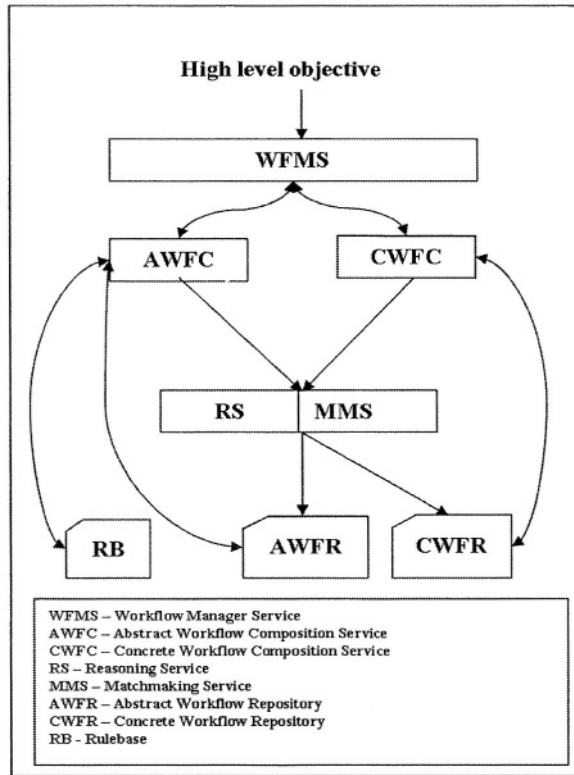 High level objective
WFMS
AWFC
CWFC
RS
MMS
RB
AWFR
CWFR
WFMS – Workflow Manager Service
AWFC – Abstract Workflow Composition Service
CWFC – Concrete Workflow Composition Service
RS – Reasoning Service
MMS – Matchmaking Service
AWFR – Abstract Workflow Repository
CWFR – Concrete Workflow Repository
RB - Rulebase